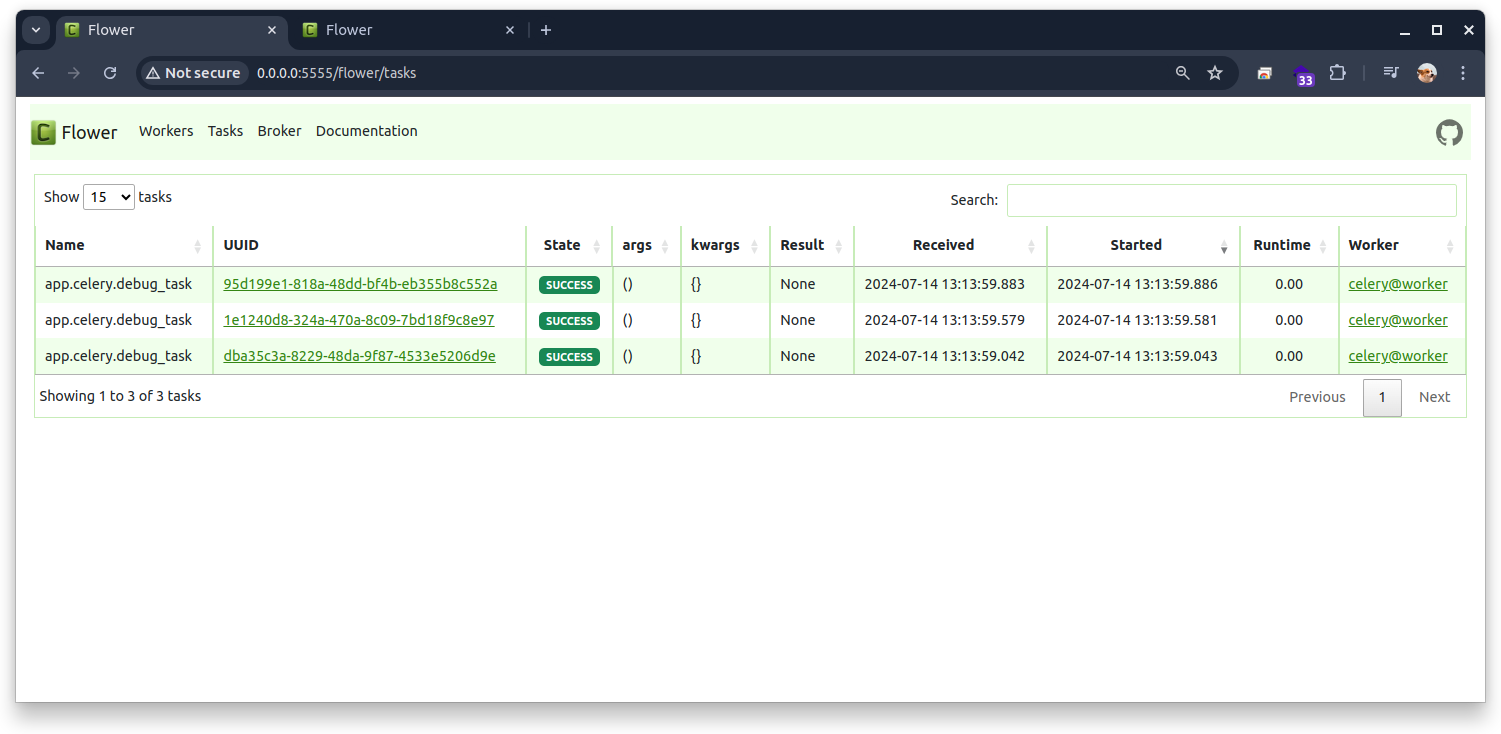 Flower Flower
Not secure 0.0.0.0:5555/flower/tasks 33
Flower Workers Tasks Broker Documentation
Show 15 tasks Search:
Name UUID State args kwargs Result Received Started Runtime Worker
app.celery.debug_task 95d199e1-818a-48dd-bf4b-eb355b8c552a SUCCESS () {} None 2024-07-14 13:13:59.883 2024-07-14 13:13:59.886 0.00 celery@worker
app.celery.debug_task 1e1240d8-324a-470a-8c09-7bd18f9c8e97 SUCCESS () {} None 2024-07-14 13:13:59.579 2024-07-14 13:13:59.581 0.00 celery@worker
app.celery.debug_task dba35c3a-8229-48da-9f87-4533e5206d9e SUCCESS () {} None 2024-07-14 13:13:59.042 2024-07-14 13:13:59.043 0.00 celery@worker
Showing 1 to 3 of 3 tasks Previous 1 Next